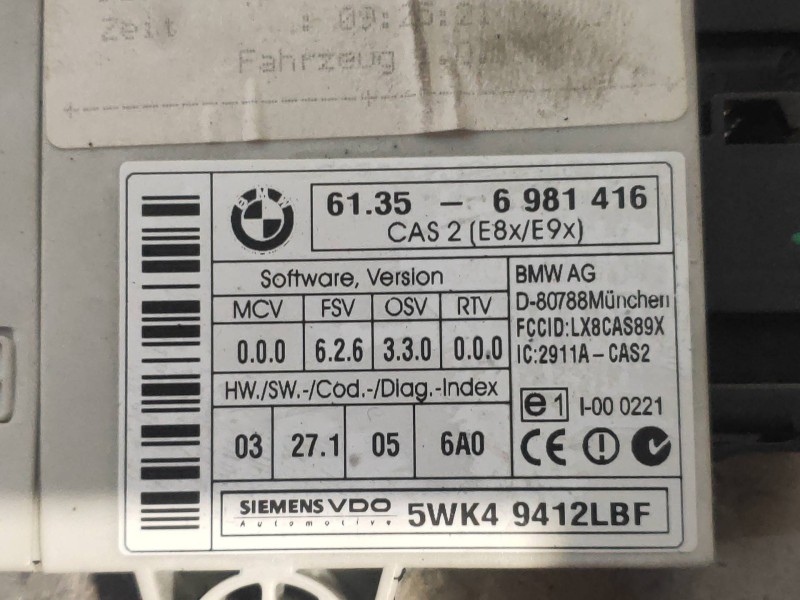 Zeit : 09:25:21
Fahrzeug :
BMW
61.35 – 6 981 416
CAS 2 (E8x/E9x)
Software, Version
MCV FSV OSV RTV
0.0.0 6.2.6 3.3.0 0.0.0
HW./SW.-/Cod.-/Diag.-Index
03 27.1 05 6A0
BMW AG
D-80788München
FCCID:LX8CAS89X
IC:2911A–CAS2
e1 I-00 0221
CE
SIEMENS VDO
Automotive
5WK4 9412LBF